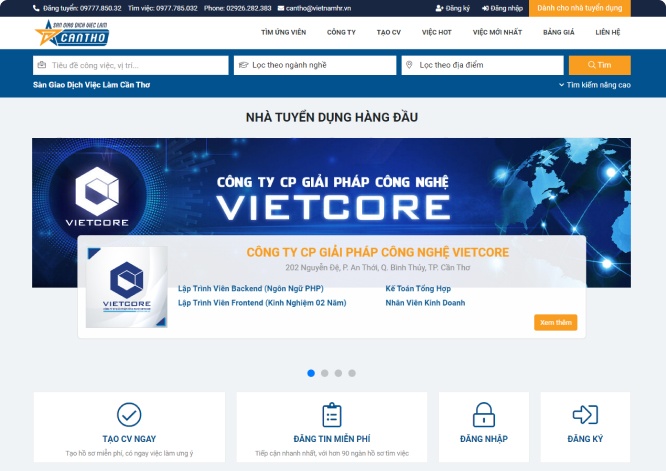 Đăng tuyển: 09777.850.32 Tìm việc: 0977.785.032 Phone: 02926.282.383 cantho@vietnamhr.vn Đăng ký Đăng nhập Dành cho nhà tuyển dụng
SÀN GIAO DỊCH VIỆC LÀM
CANTHO
TÌM ỨNG VIÊN CÔNG TY TẠO CV VIỆC HOT VIỆC MỚI NHẤT BẢNG GIÁ LIÊN HỆ
Tiêu đề công việc, vị trí... Lọc theo ngành nghề Lọc theo địa điểm Tìm
Sàn Giao Dịch Việc Làm Cần Thơ Tìm kiếm nâng cao
NHÀ TUYỂN DỤNG HÀNG ĐẦU
CÔNG TY CP GIẢI PHÁP CÔNG NGHỆ
VIETCORE
VIETCORE
CÔNG TY CP GIẢI PHÁP CÔNG NGHỆ VIETCORE
202 Nguyễn Đệ, P. An Thới, Q. Bình Thủy, TP. Cần Thơ
VIETCORE
Lập Trình Viên Backend (Ngôn Ngữ PHP) Kế Toán Tổng Hợp
Lập Trình Viên Frontend (Kinh Nghiệm 02 Năm) Nhân Viên Kinh Doanh
Xem thêm
TẠO CV NGAY
Tạo hồ sơ miễn phí, có ngay việc làm ưng ý
ĐĂNG TIN MIỄN PHÍ
Tiếp cận nhanh nhất, với hơn 90 ngàn hồ sơ tìm việc
ĐĂNG NHẬP
ĐĂNG KÝ